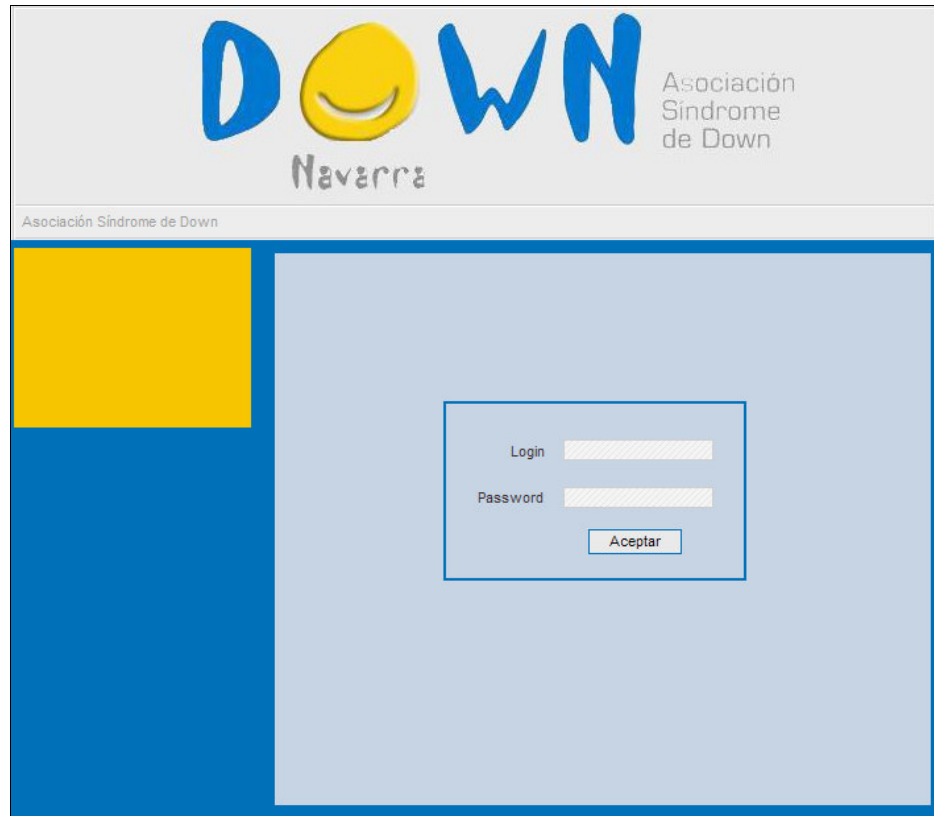 DOWN
Asociación
Síndrome
de Down
Navarra
Asociación Síndrome de Down
Login
Password
Aceptar